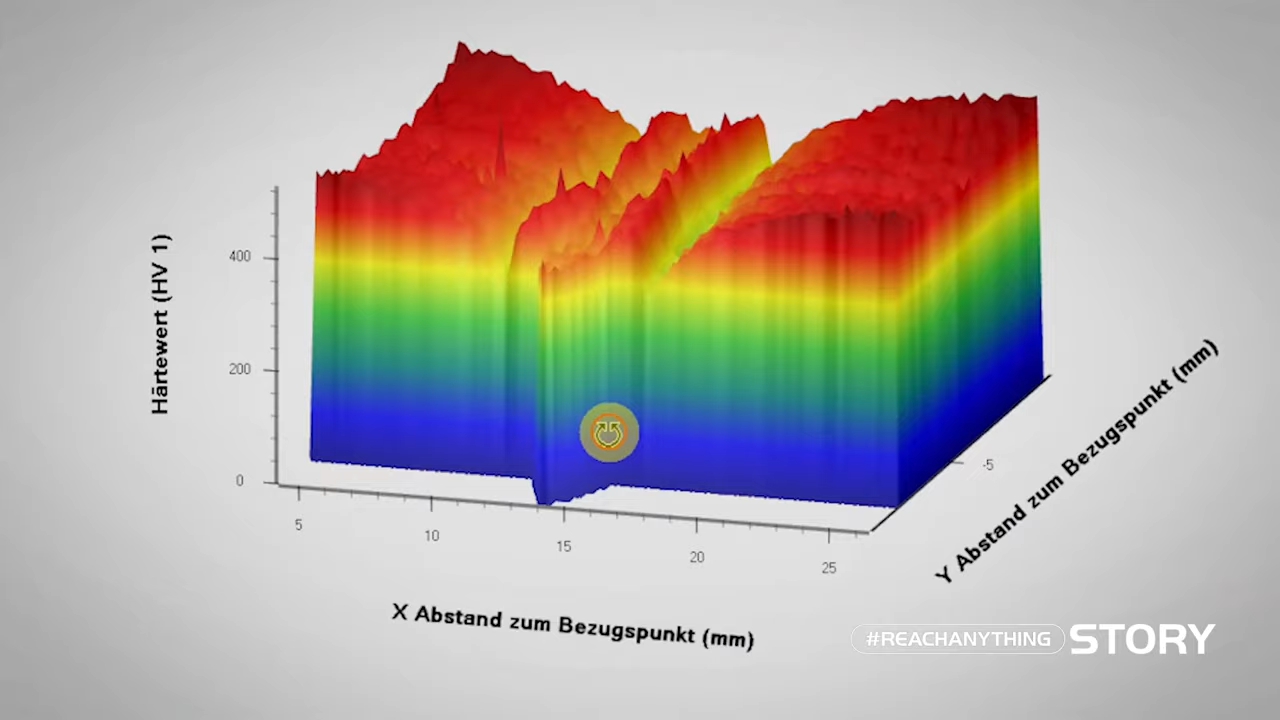 Härtewert (HV 1)
400
200
0
5
10
15
20
25
X Abstand zum Bezugspunkt (mm)
-5
Y Abstand zum Bezugspunkt (mm)
#REACHANYTHING STORY